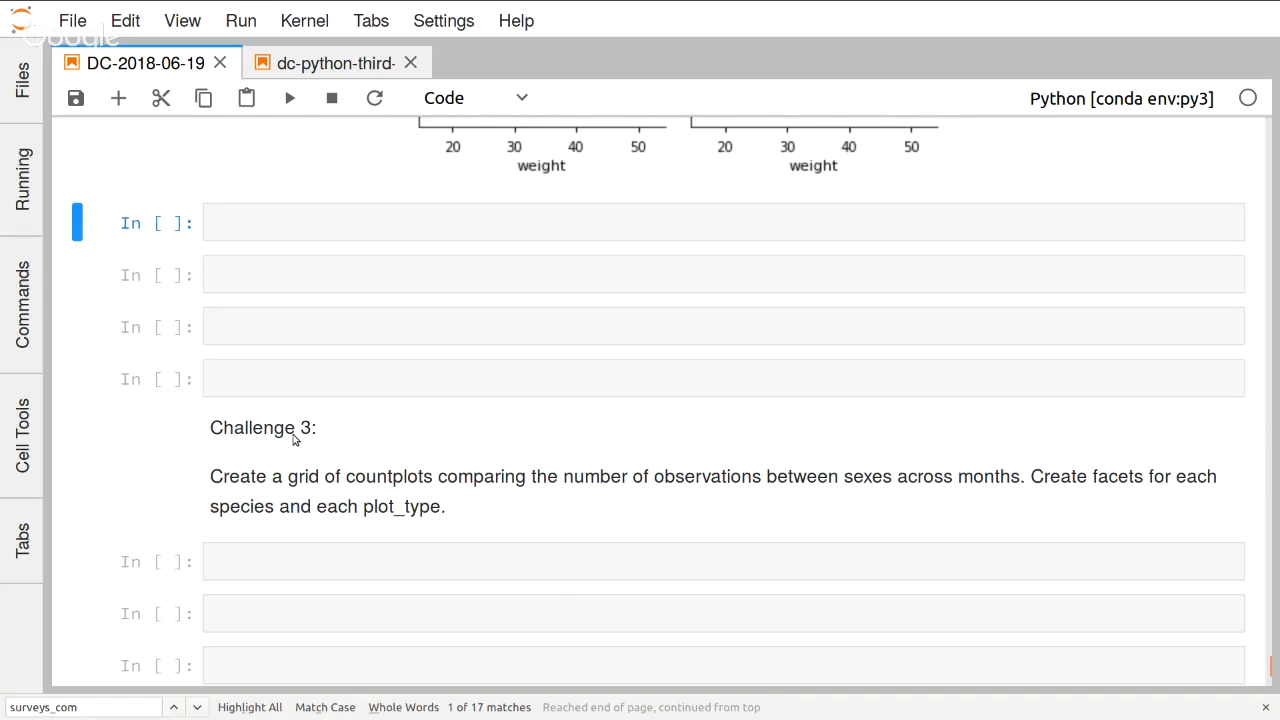 File Edit View Run Kernel Tabs Settings Help
Google
Files
Running
Commands
Cell Tools
Tabs
DC-2018-06-19
dc-python-third-
Code
Python [conda env:py3]
20 30 40 50
weight
20 30 40 50
weight
In [ ]:
In [ ]:
In [ ]:
In [ ]:
Challenge 3:
Create a grid of countplots comparing the number of observations between sexes across months. Create facets for each
species and each plot_type.
In [ ]:
In [ ]:
In [ ]:
surveys_com Highlight All Match Case Whole Words 1 of 17 matches Reached end of page, continued from top